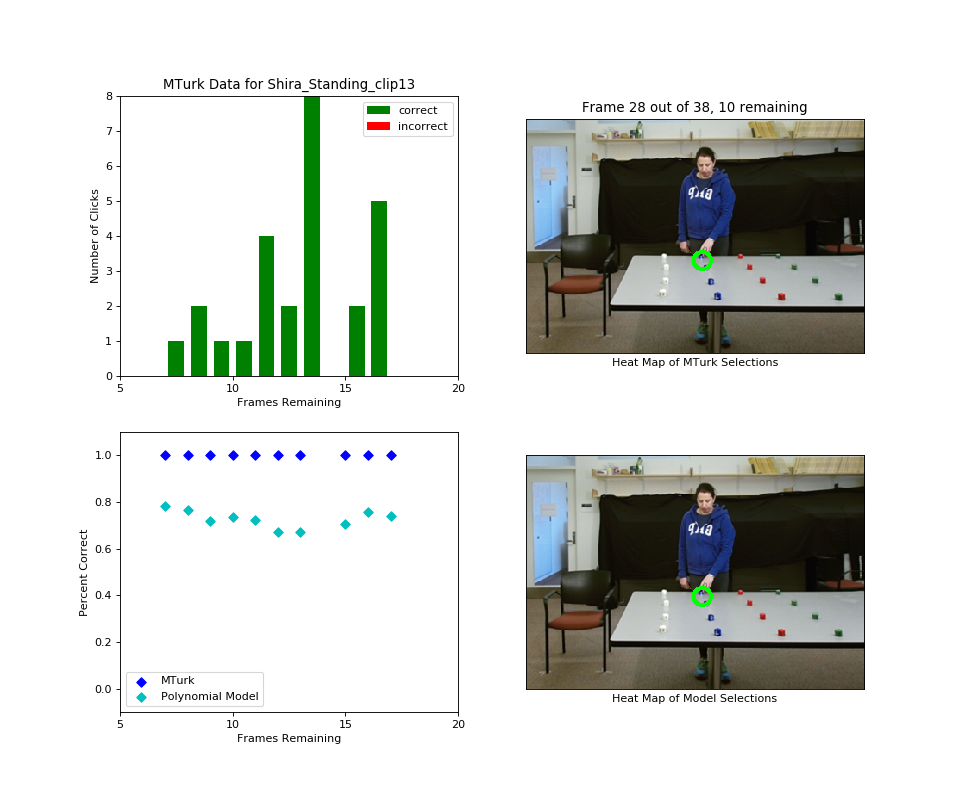 MTurk Data for Shira_Standing_clip13
8
7
6
5
4
3
2
1
0
Number of Clicks
correct
incorrect
5 10 15 20
Frames Remaining
Frame 28 out of 38, 10 remaining
Heat Map of MTurk Selections
1.0
0.8
0.6
0.4
0.2
0.0
Percent Correct
MTurk
Polynomial Model
5 10 15 20
Frames Remaining
Heat Map of Model Selections